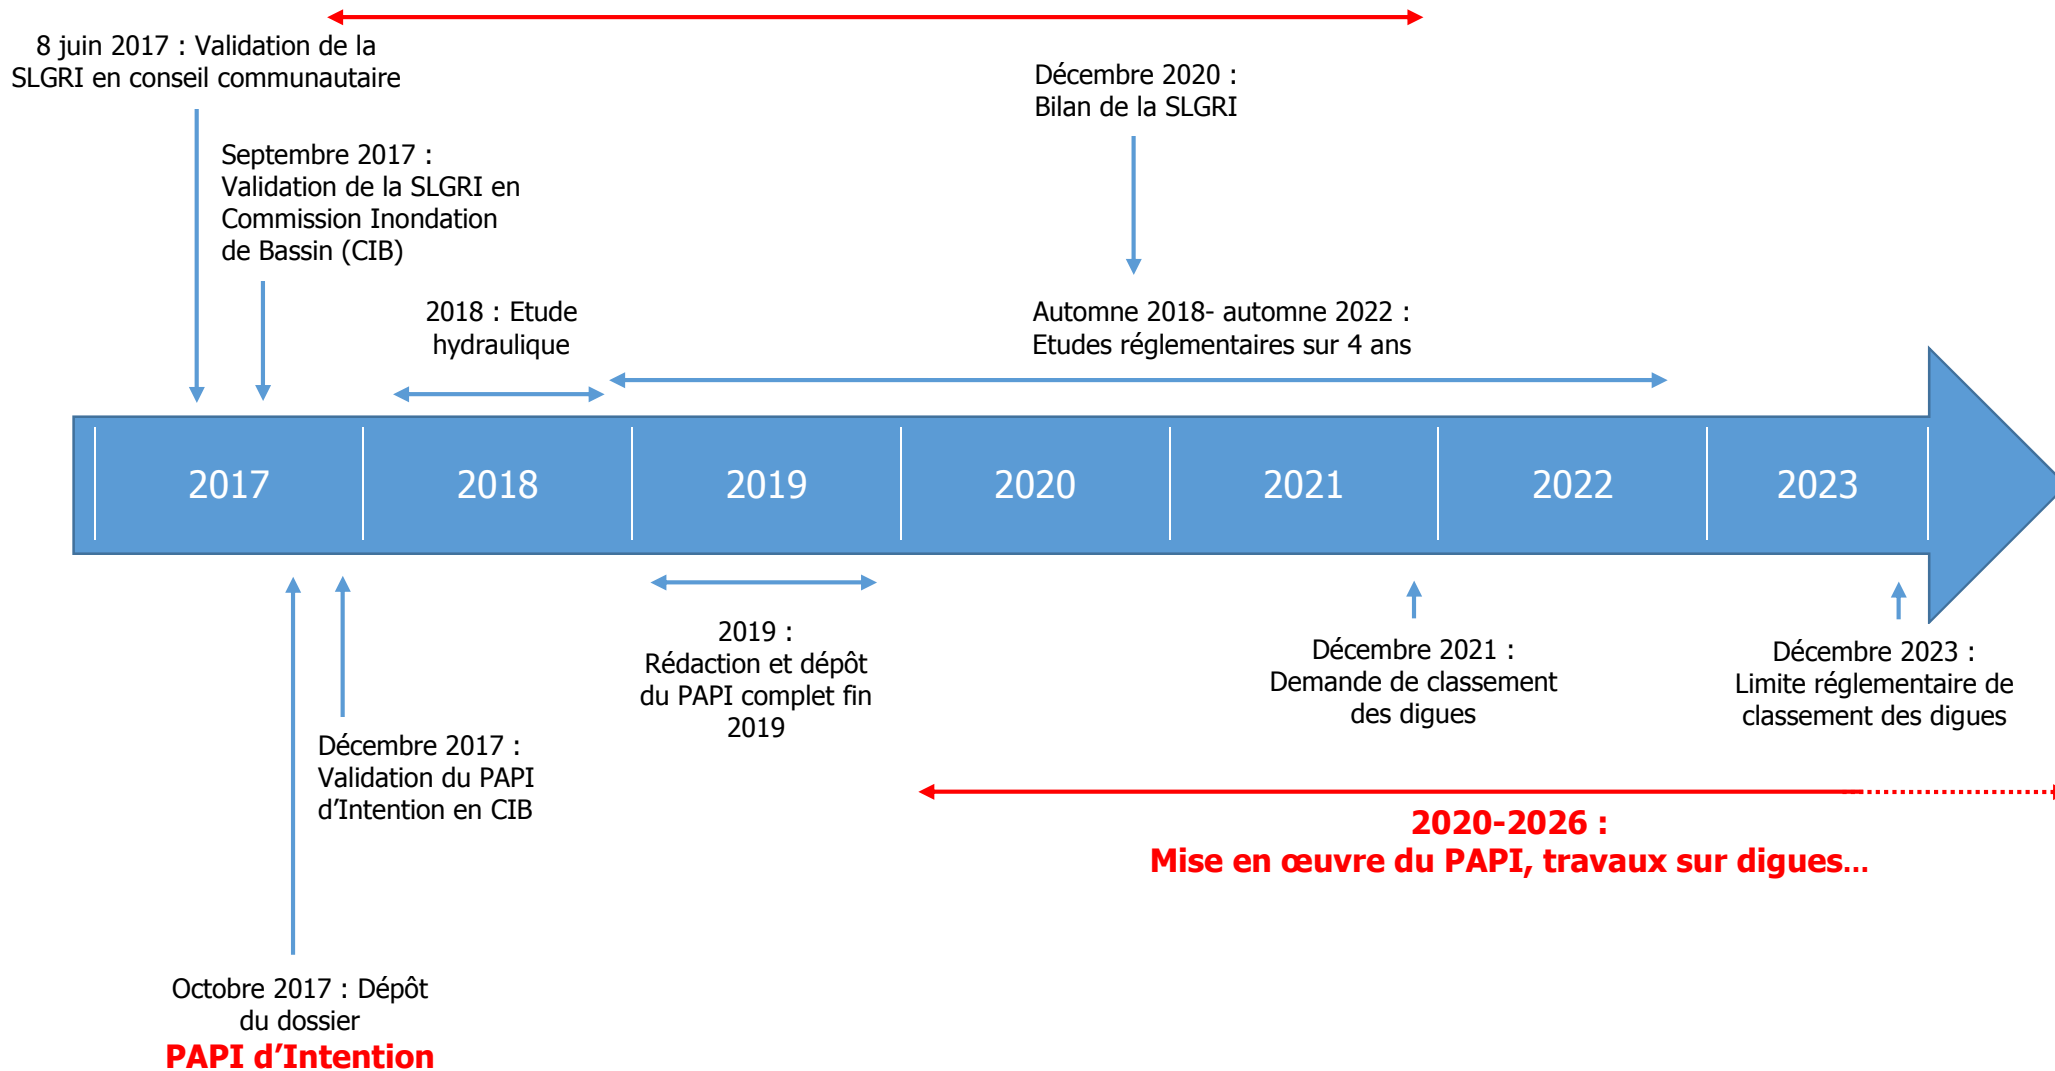 8 juin 2017 : Validation de la
SLGRI en conseil communautaire
Septembre 2017 :
Validation de la SLGRI en
Commission Inondation
de Bassin (CIB)
2018 : Etude
hydraulique
Décembre 2020 :
Bilan de la SLGRI
Automne 2018- automne 2022 :
Etudes réglementaires sur 4 ans
2017
2018
2019
2020
2021
2022
2023
Octobre 2017 : Dépôt
du dossier
PAPI d’Intention
Décembre 2017 :
Validation du PAPI
d’Intention en CIB
2019 :
Rédaction et dépôt
du PAPI complet fin
2019
Décembre 2021 :
Demande de classement
des digues
Décembre 2023 :
Limite réglementaire de
classement des digues
2020-2026 :
Mise en œuvre du PAPI, travaux sur digues…